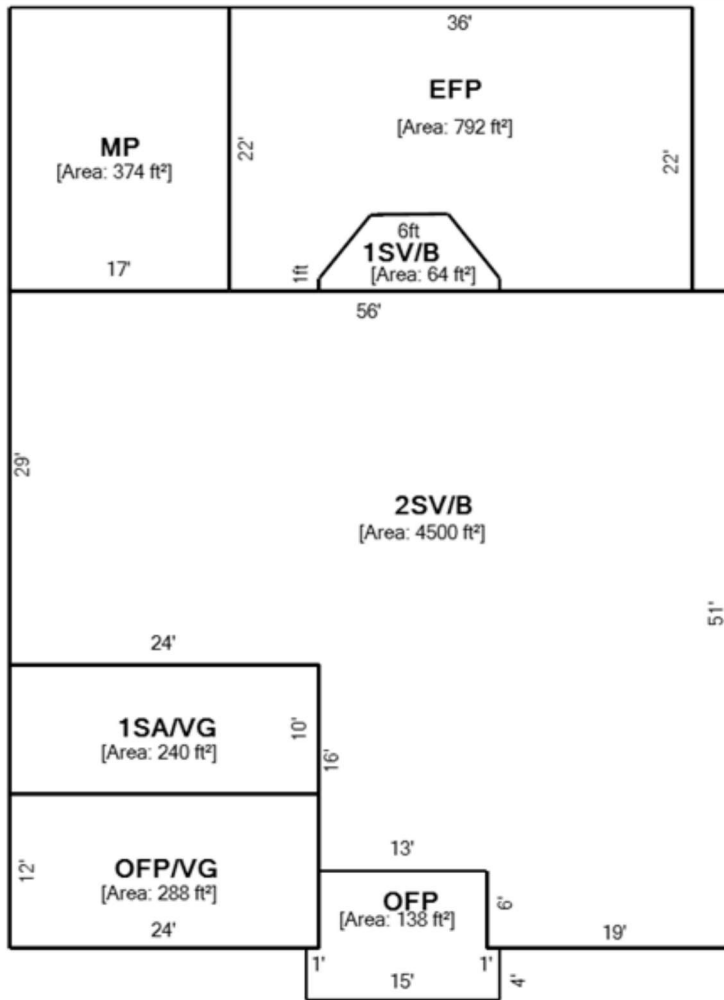 36'
EFP
[Area: 792 ft²]
MP
[Area: 374 ft²]
22'
22'
17'
6ft
1SV/B
[Area: 64 ft²]
1ft
56'
29'
2SV/B
[Area: 4500 ft²]
51'
24'
1SA/VG
[Area: 240 ft²]
10'
16'
13'
12'
OFP/VG
[Area: 288 ft²]
24'
OFP
[Area: 138 ft²]
6'
19'
1'
1'
15'
4'